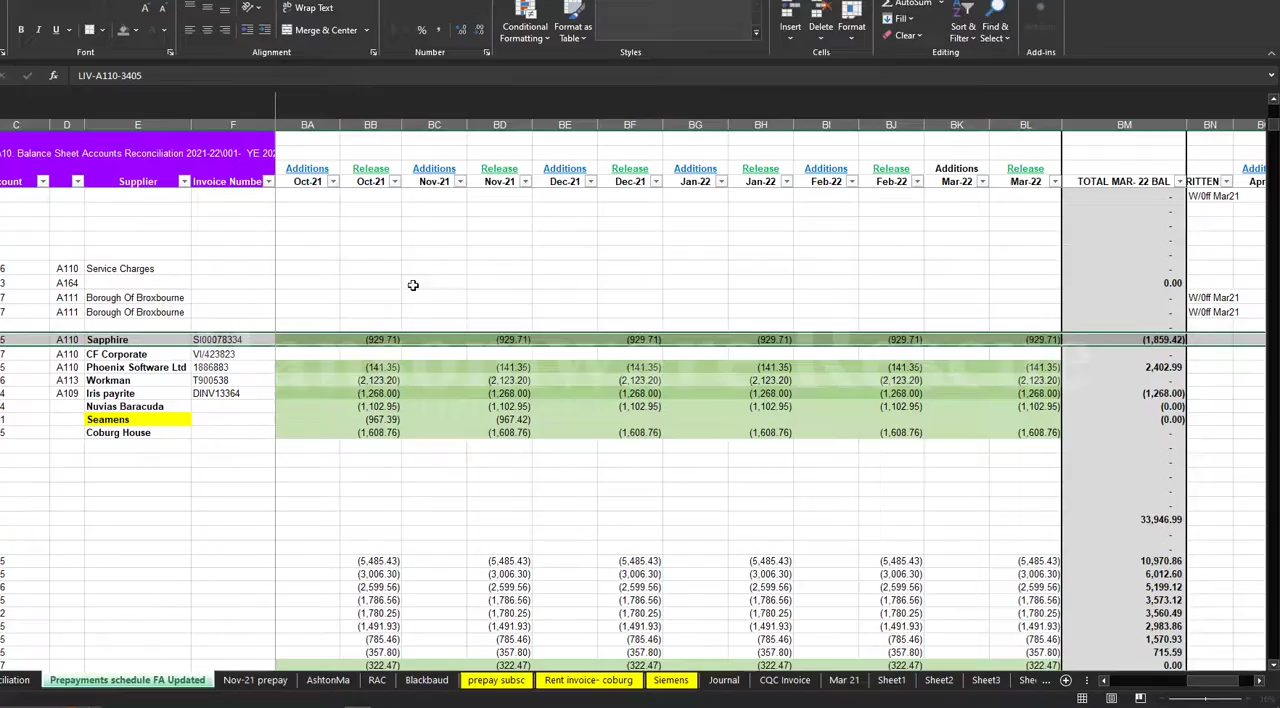 Wrap Text
B I U Merge & Center % , Conditional Formatting Format as Table Insert Delete Format AutoSum Fill Clear Sort & Filter Find & Select
Font Alignment Number Styles Cells Editing Add-ins
fx LIV-A110-3405
C D E F BA BB BC BD BE BF BG BH BI BJ BK BL BM BN
A10. Balance Sheet Accounts Reconciliation 2021-22\001- YE 202
Additions Release Additions Release Additions Release Additions Release Additions Release Additions Release
count Supplier Invoice Numbe Oct-21 Oct-21 Nov-21 Nov-21 Dec-21 Dec-21 Jan-22 Jan-22 Feb-22 Feb-22 Mar-22 Mar-22 TOTAL MAR- 22 BAL RITTEN Apr
- W/0ff Mar21
-
-
-
-
6 A110 Service Charges -
3 A164 0.00
7 A111 Borough Of Broxbourne - W/0ff Mar21
7 A111 Borough Of Broxbourne - W/0ff Mar21
-
5 A110 Sapphire SI00078334 (929.71) (929.71) (929.71) (929.71) (929.71) (929.71) (1,859.42)
7 A110 CF Corporate VI/423823 -
5 A110 Phoenix Software Ltd 1886883 (141.35) (141.35) (141.35) (141.35) (141.35) (141.35) 2,402.99
6 A113 Workman T900538 (2,123.20) (2,123.20) (2,123.20) (2,123.20) (2,123.20) (2,123.20) -
4 A109 Iris payrite DINV13364 (1,268.00) (1,268.00) (1,268.00) (1,268.00) (1,268.00) (1,268.00) (1,268.00)
4 Nuvias Baracuda (1,102.95) (1,102.95) (1,102.95) (1,102.95) (1,102.95) (1,102.95) (0.00)
1 Seamens (967.39) (967.42) (0.00)
5 Coburg House (1,608.76) (1,608.76) (1,608.76) (1,608.76) (1,608.76) (1,608.76) -
-
-
-
-
-
33,946.99
-
-
5 (5,485.43) (5,485.43) (5,485.43) (5,485.43) (5,485.43) (5,485.43) 10,970.86
5 (3,006.30) (3,006.30) (3,006.30) (3,006.30) (3,006.30) (3,006.30) 6,012.60
6 (2,599.56) (2,599.56) (2,599.56) (2,599.56) (2,599.56) (2,599.56) 5,199.12
6 (1,786.56) (1,786.56) (1,786.56) (1,786.56) (1,786.56) (1,786.56) 3,573.12
2 (1,780.25) (1,780.25) (1,780.25) (1,780.25) (1,780.25) (1,780.25) 3,560.49
5 (1,491.93) (1,491.93) (1,491.93) (1,491.93) (1,491.93) (1,491.93) 2,983.86
5 (785.46) (785.46) (785.46) (785.46) (785.46) (785.46) 1,570.93
5 (357.80) (357.80) (357.80) (357.80) (357.80) (357.80) 715.59
7 (322.47) (322.47) (322.47) (322.47) (322.47) (322.47) 0.00
ciliation Prepayments schedule FA Updated Nov-21 prepay AshtonMa RAC Blackbaud prepay subsc Rent invoice- coburg Siemens Journal CQC Invoice Mar 21 Sheet1 Sheet2 Sheet3 She ...